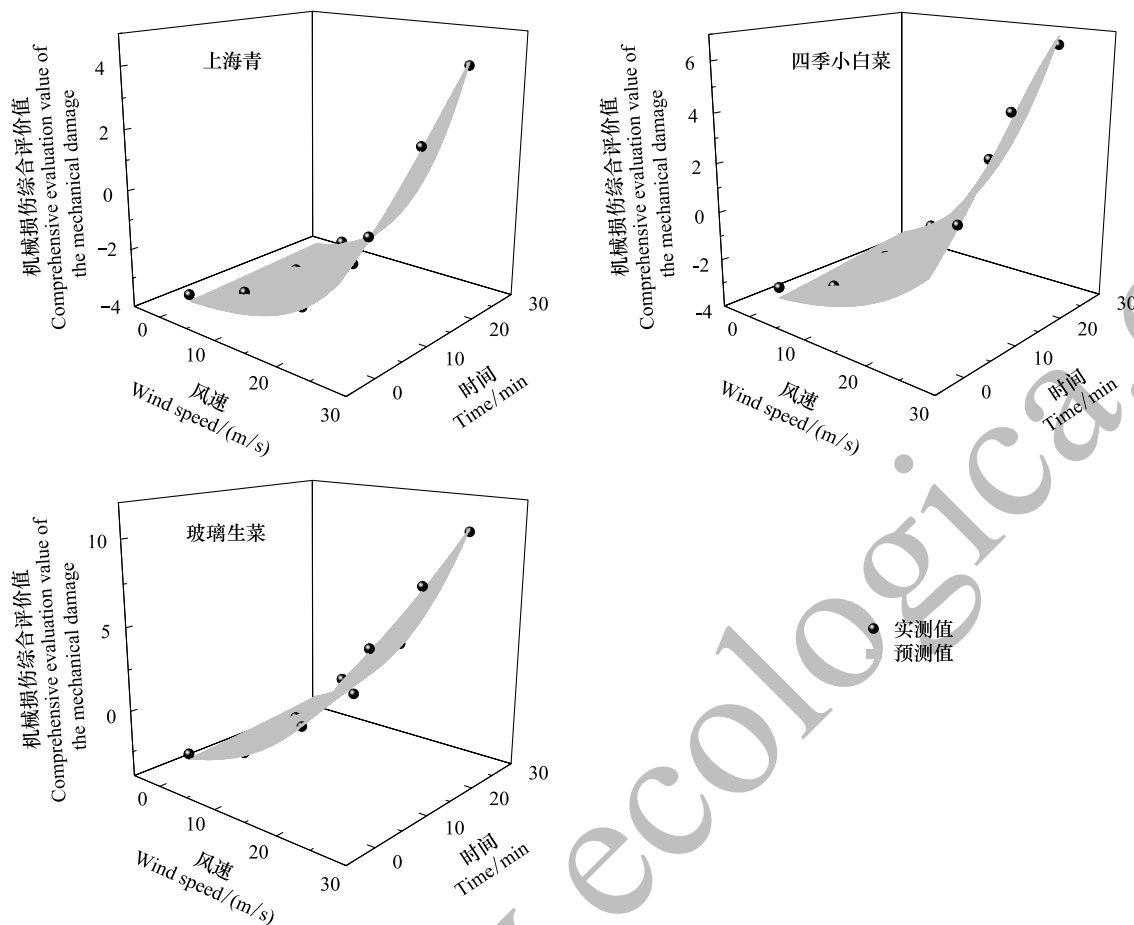 上海青
机械损伤综合评价值
Comprehensive evaluation value of
the mechanical damage
4
2
0
−2
−4
0
10
20
30
风速
Wind speed/(m/s)
0
10
20
30
时间
Time/min
四季小白菜
机械损伤综合评价值
Comprehensive evaluation value of
the mechanical damage
6
4
2
0
−2
−4
0
10
20
30
风速
Wind speed/(m/s)
0
10
20
30
时间
Time/min
玻璃生菜
机械损伤综合评价值
Comprehensive evaluation value of
the mechanical damage
10
5
0
0
10
20
30
风速
Wind speed/(m/s)
0
10
20
30
时间
Time/min
实测值
预测值
ecologica